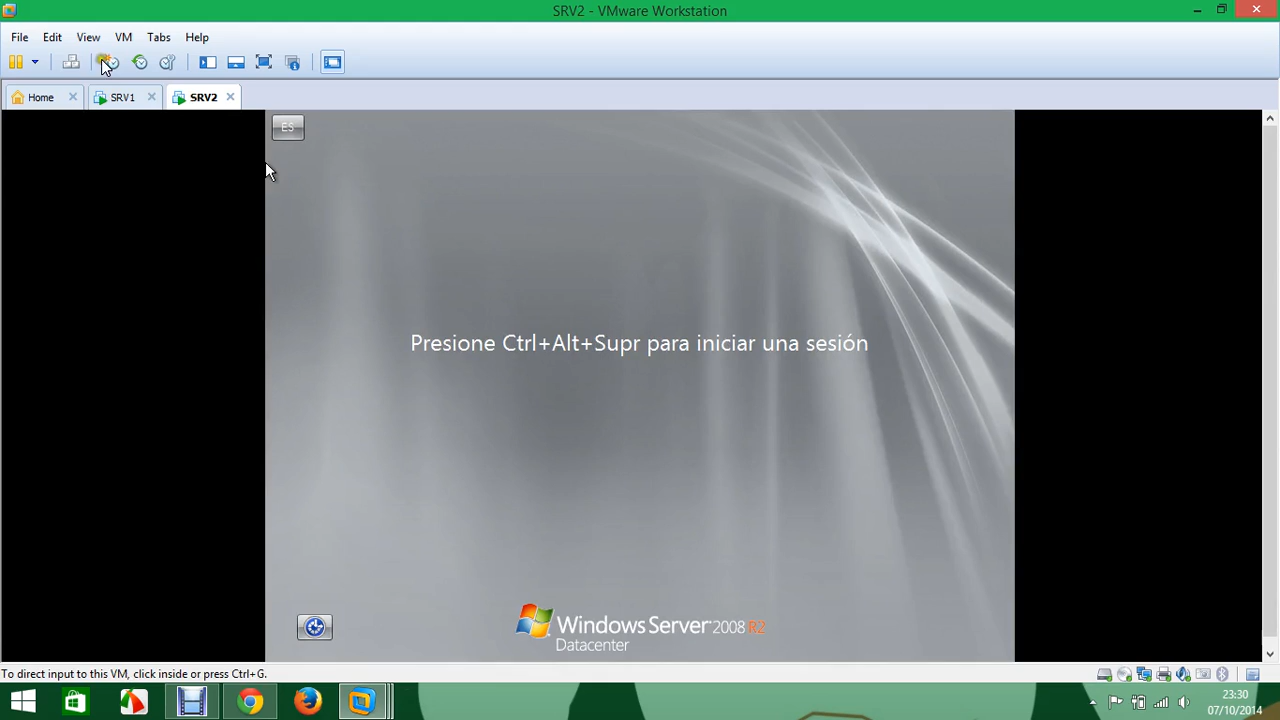 SRV2 - VMware Workstation
File Edit View VM Tabs Help
Home SRV1 SRV2
ES
Presione Ctrl+Alt+Supr para iniciar una sesión
Windows Server 2008 R2
Datacenter
To direct input to this VM, click inside or press Ctrl+G.
23:30
07/10/2014